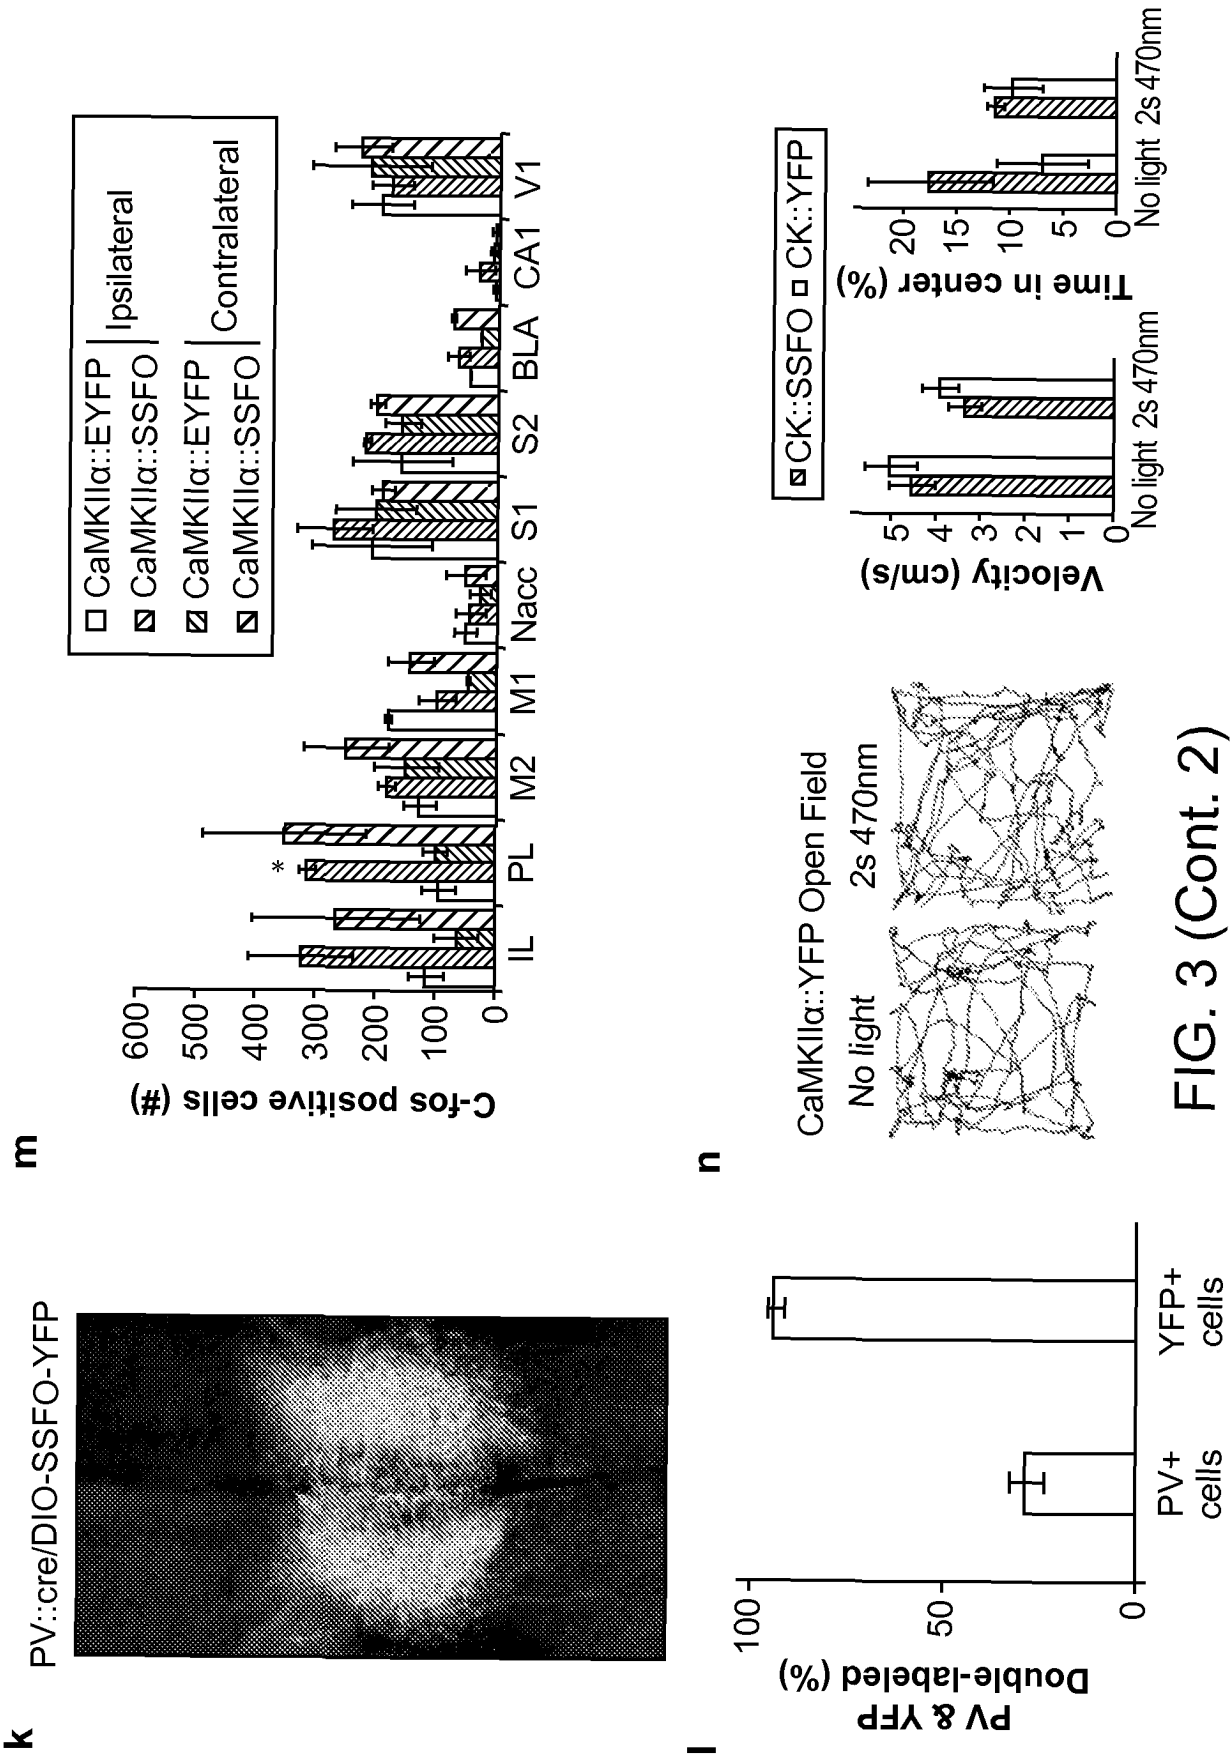 k
PV::cre/DIO-SSFO-YFP
l
PV & YFP
Double-labeled (%)
100
50
0
PV+
cells
YFP+
cells
m
C-fos positive cells (#)
600
500
400
300
200
100
0
*
IL
PL
M2
M1
Nacc
S1
S2
BLA
CA1
V1
CaMKIIα::EYFP
CaMKIIα::SSFO
Ipsilateral
CaMKIIα::EYFP
CaMKIIα::SSFO
Contralateral
n
CaMKIIα::YFP Open Field
No light
2s 470nm
CK::SSFO
CK::YFP
Velocity (cm/s)
5
4
3
2
1
0
No light
2s 470nm
Time in center (%)
20
15
10
5
0
No light
2s 470nm
FIG. 3 (Cont. 2)